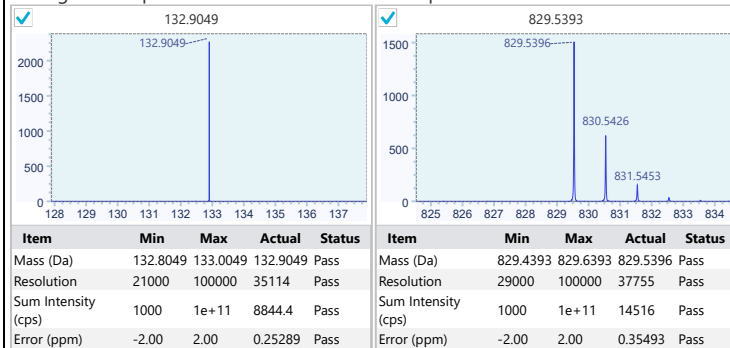 132.9049
132.9049
2000
1500
1000
500
0
128 129 130 131 132 133 134 135 136 137
Item Min Max Actual Status
Mass (Da) 132.8049 133.0049 132.9049 Pass
Resolution 21000 100000 35114 Pass
Sum Intensity (cps) 1000 1e+11 8844.4 Pass
Error (ppm) -2.00 2.00 0.25289 Pass
829.5393
829.5396
830.5426
831.5453
1500
1000
500
0
825 826 827 828 829 830 831 832 833 834
Item Min Max Actual Status
Mass (Da) 829.4393 829.6393 829.5396 Pass
Resolution 29000 100000 37755 Pass
Sum Intensity (cps) 1000 1e+11 14516 Pass
Error (ppm) -2.00 2.00 0.35493 Pass